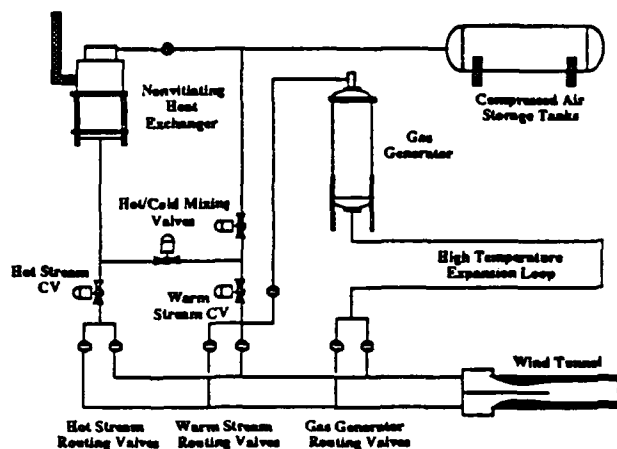 Nonvitiating
Heat
Exchanger
Compressed Air
Storage Tanks
Gas
Generator
Hot/Cold Mixing
Valves
High Temperature
Expansion Loop
Hot Stream
CV
Warm
Stream CV
Wind Tunnel
Hot Stream
Routing Valves
Warm Stream
Routing Valves
Gas Generator
Routing Valves